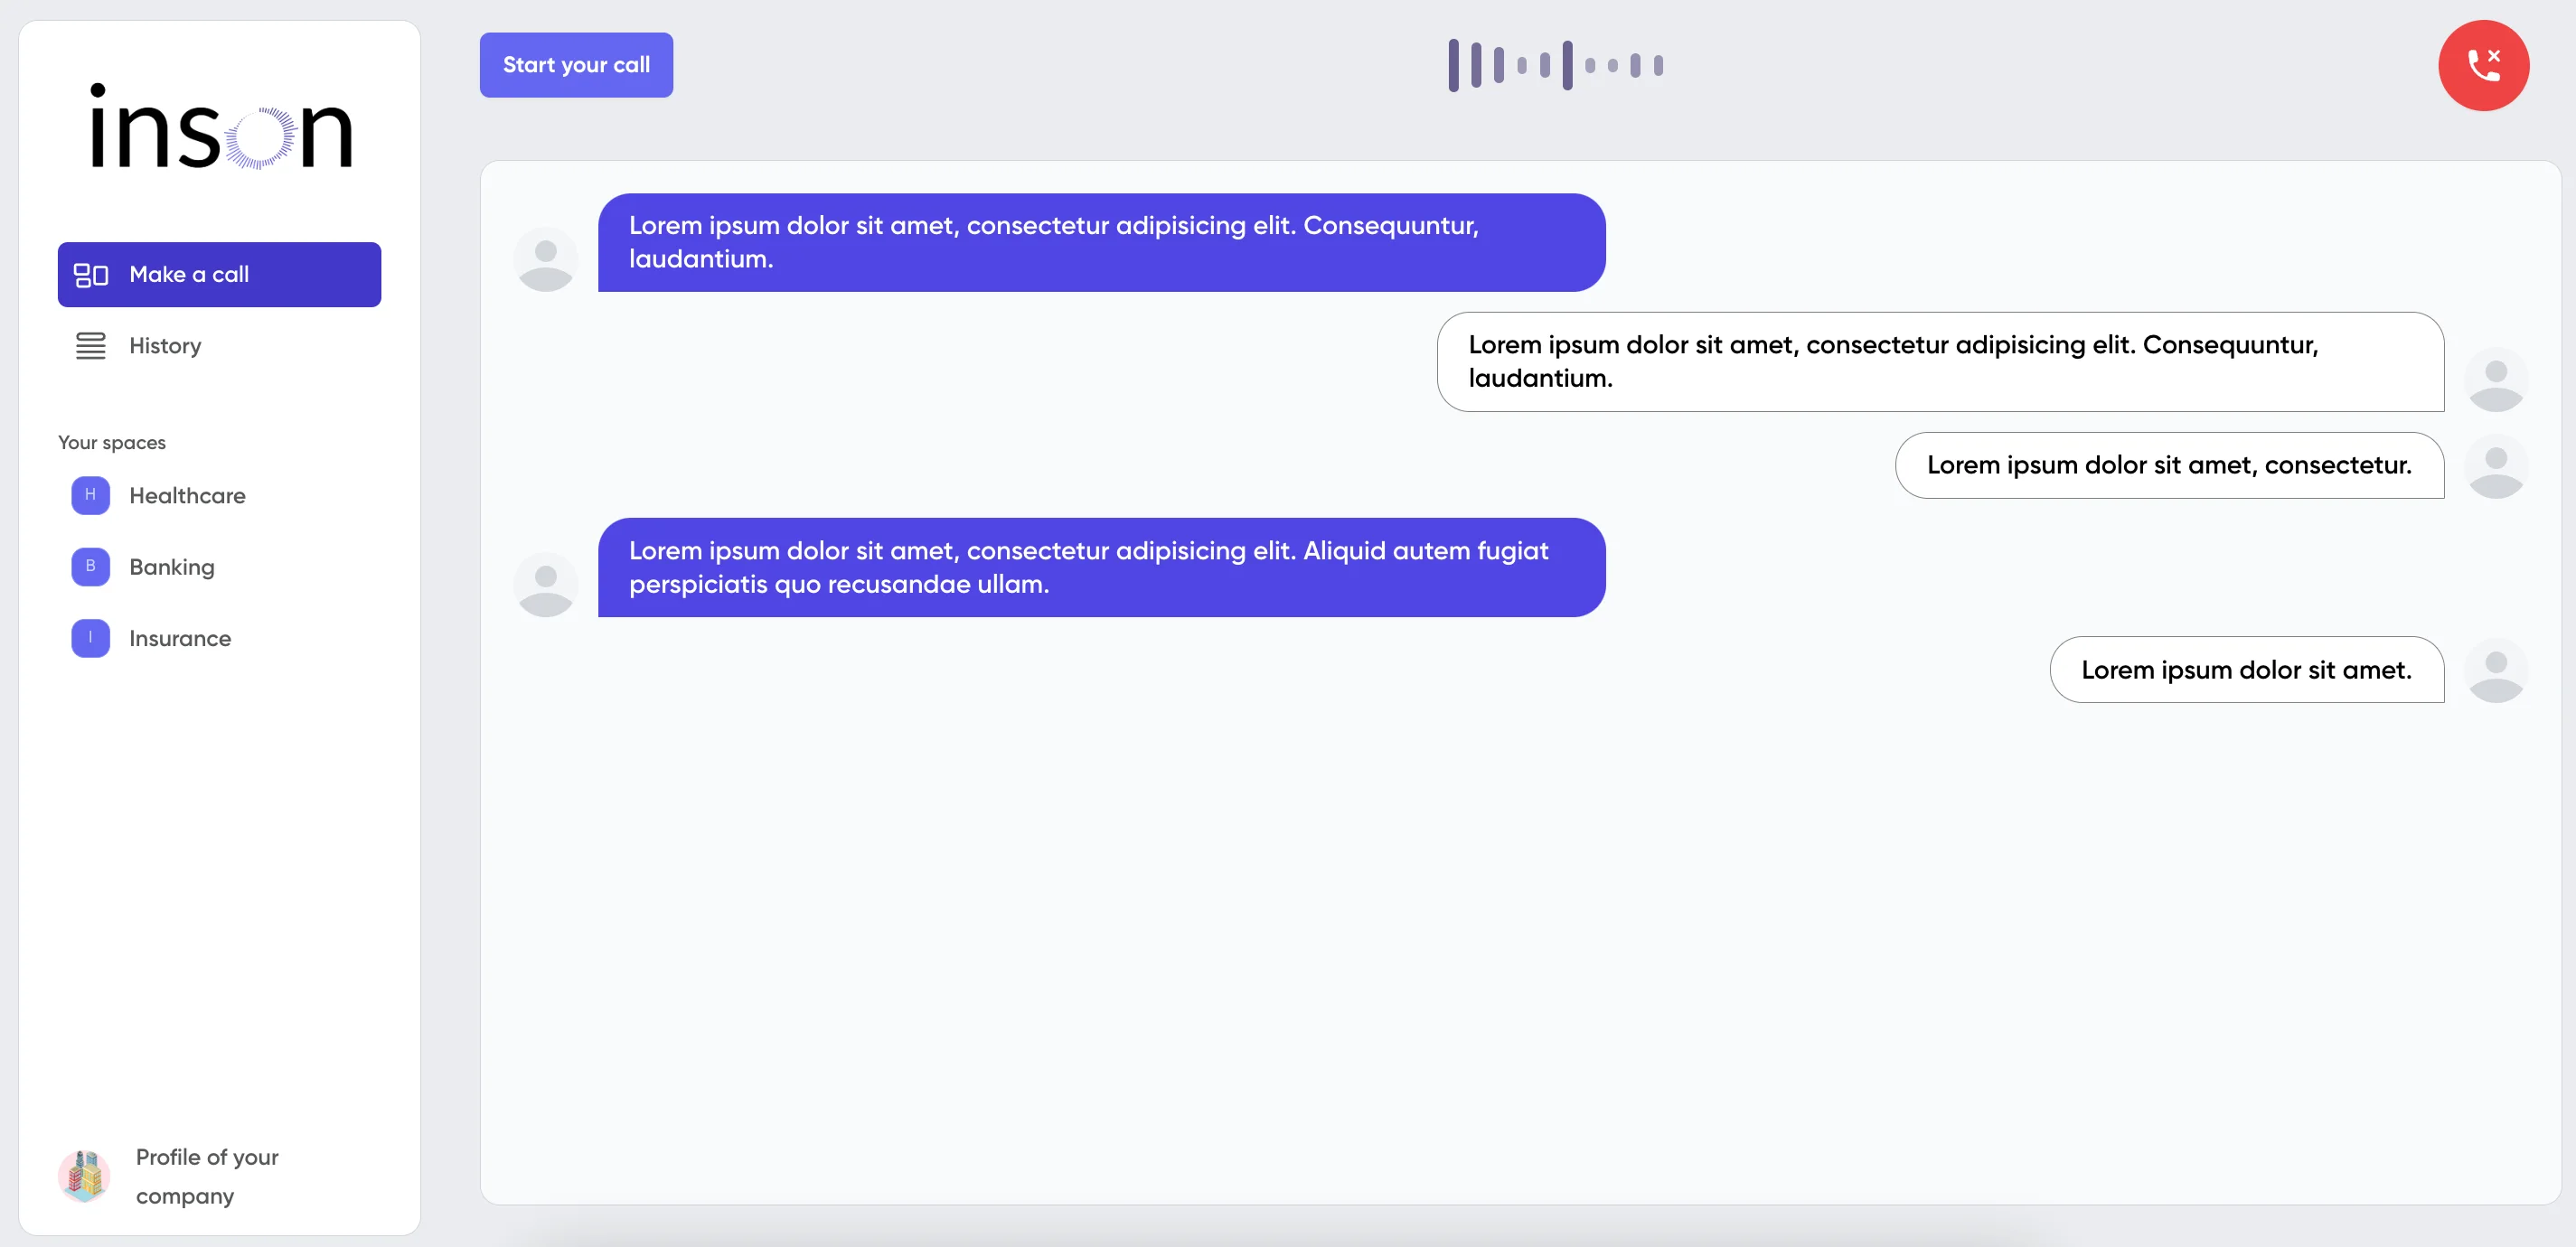 inson
Make a call
History
Your spaces
H Healthcare
B Banking
I Insurance
Profile of your
company
Start your call
Lorem ipsum dolor sit amet, consectetur adipisicing elit. Consequuntur,
laudantium.
Lorem ipsum dolor sit amet, consectetur adipisicing elit. Consequuntur,
laudantium.
Lorem ipsum dolor sit amet, consectetur.
Lorem ipsum dolor sit amet, consectetur adipisicing elit. Aliquid autem fugiat
perspiciatis quo recusandae ullam.
Lorem ipsum dolor sit amet.